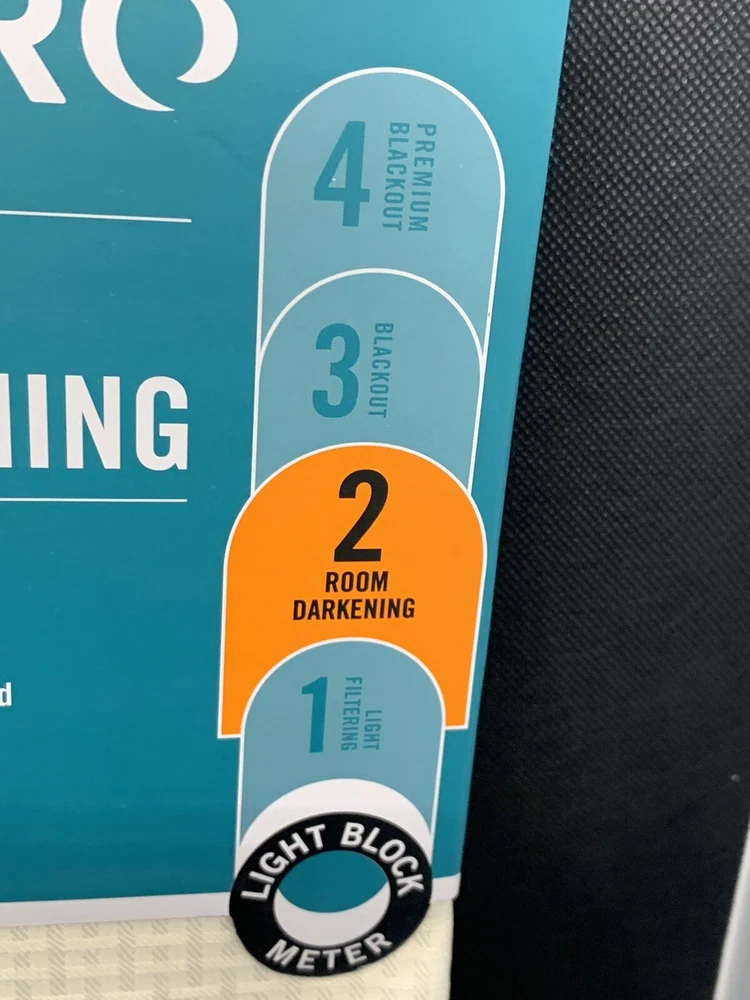 RO
4
PREMIUM
BLACKOUT
3
BLACKOUT
NING
2
ROOM
DARKENING
1
LIGHT
FILTERING
d
LIGHT BLOCK
METER